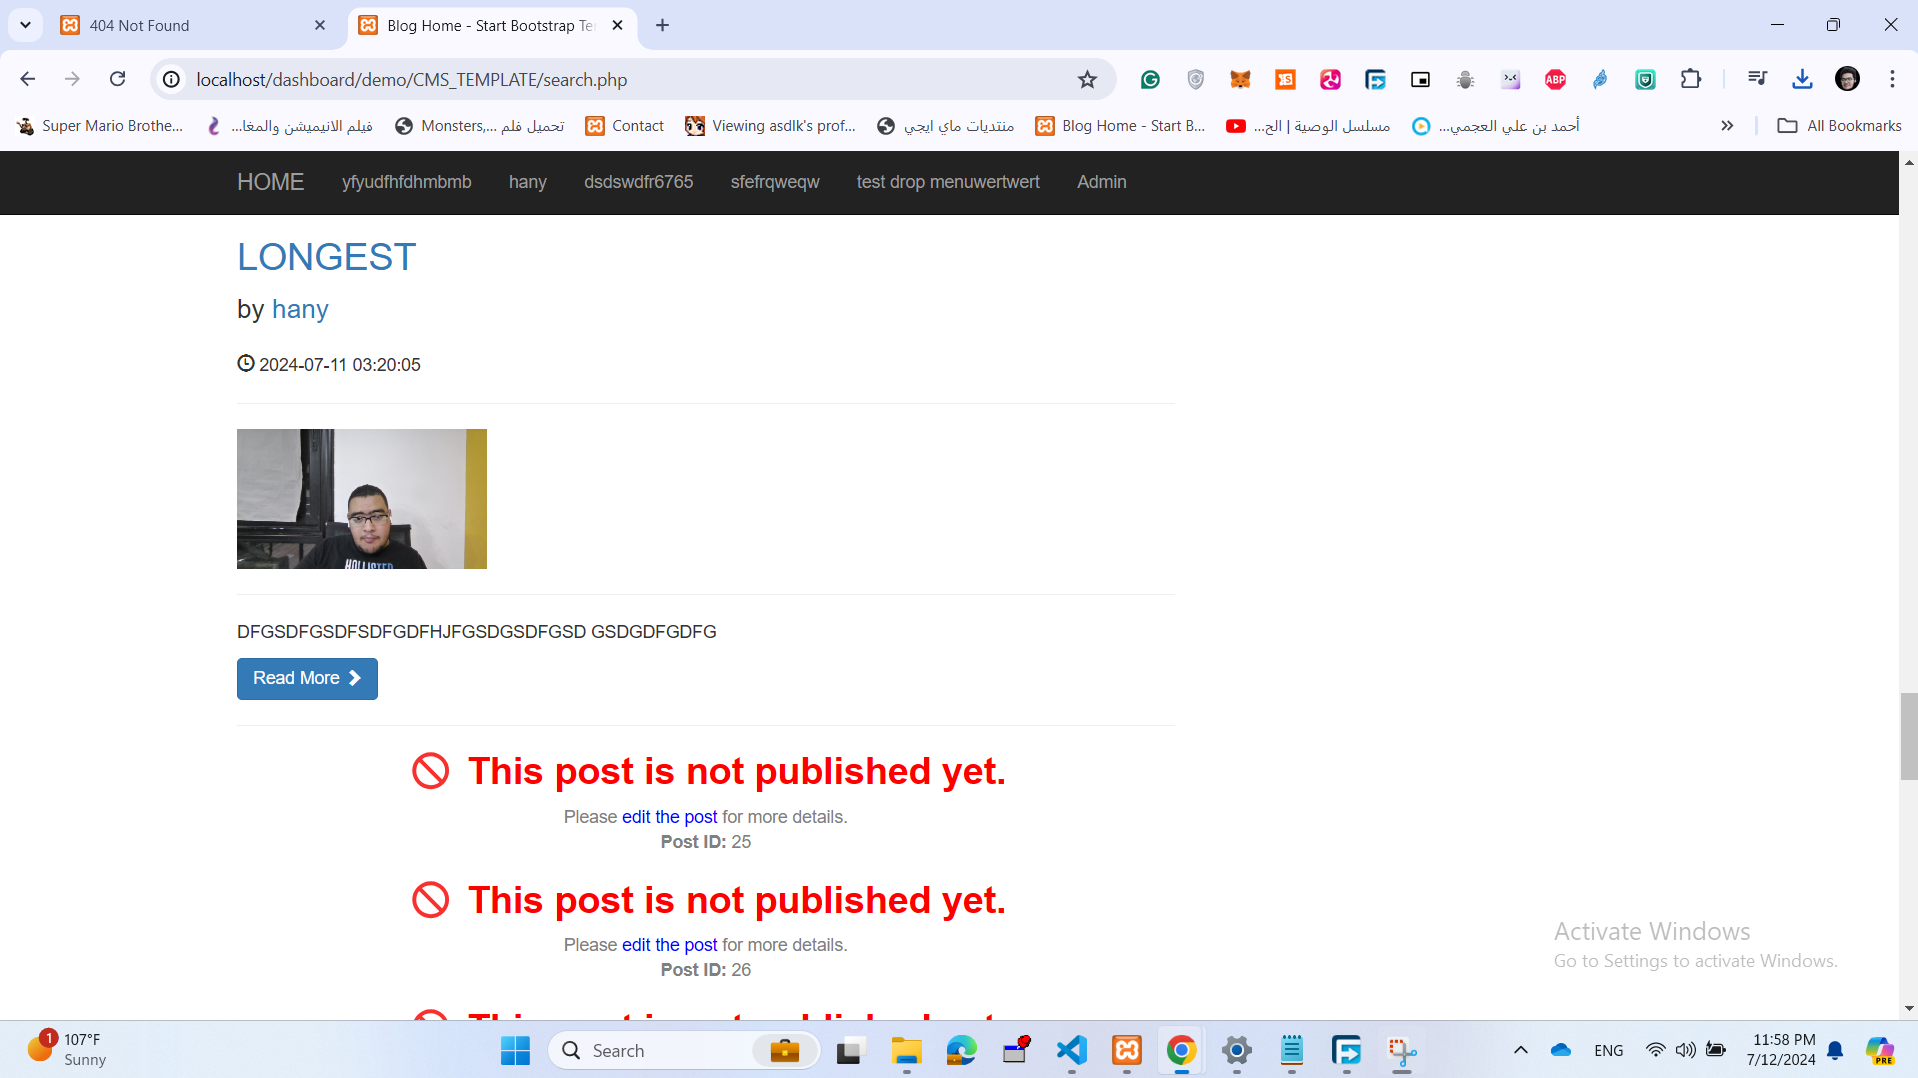 404 Not Found
Blog Home - Start Bootstrap Te
localhost/dashboard/demo/CMS_TEMPLATE/search.php
Super Mario Brothe...
فيلم الانيميشن والمغا...
تحميل فلم ...,Monsters
Contact
Viewing asdlk's prof...
منتديات ماي ايجي
Blog Home - Start B...
مسلسل الوصية | الح...
أحمد بن علي العجمي...
All Bookmarks
HOME
yfyudfhfdhmbmb
hany
dsdswdfr6765
sfefrqweqw
test drop menuwertwert
Admin
LONGEST
by hany
2024-07-11 03:20:05
HOLLISTER
DFGSDFGSDFSDFGDFHJFGSDGSDFGSD GSDGDFGDFG
Read More
This post is not published yet.
Please edit the post for more details.
Post ID: 25
This post is not published yet.
Please edit the post for more details.
Post ID: 26
Activate Windows
Go to Settings to activate Windows.
1
107°F
Sunny
Search
ENG
11:58 PM
7/12/2024
PRE
ABP